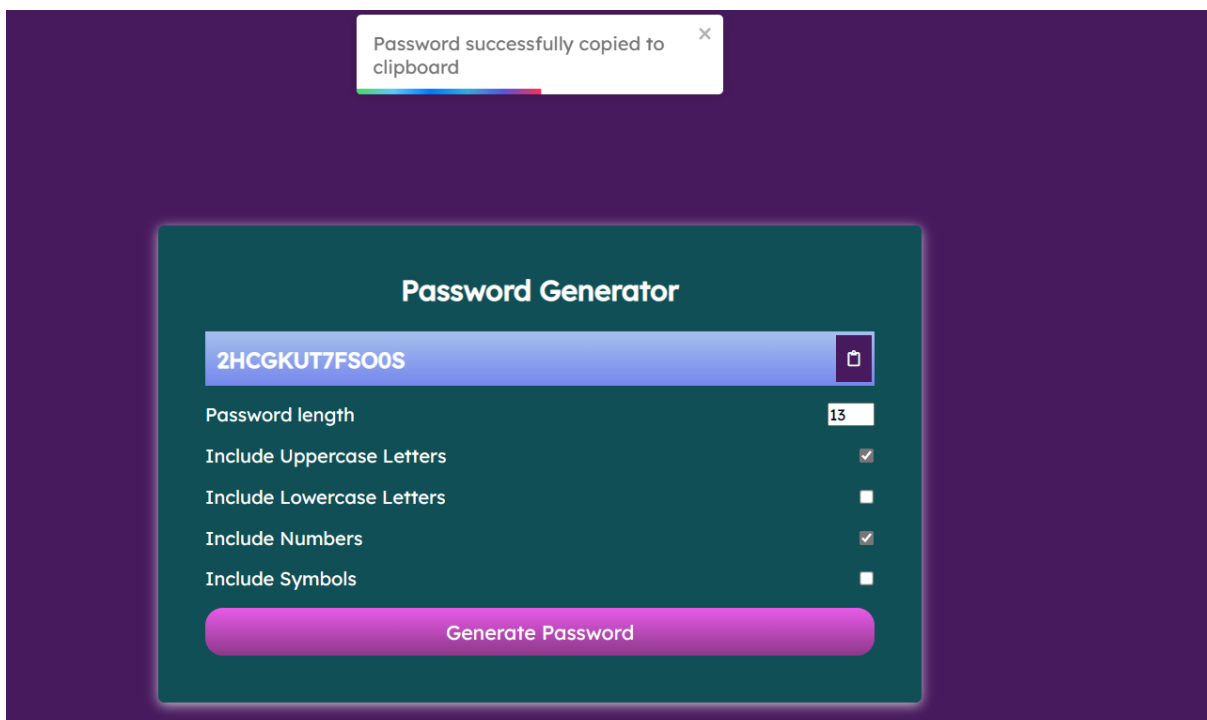 Password successfully copied to
clipboard
×
Password Generator
2HCGKUT7FSO0S
Password length
13
Include Uppercase Letters
Include Lowercase Letters
Include Numbers
Include Symbols
Generate Password